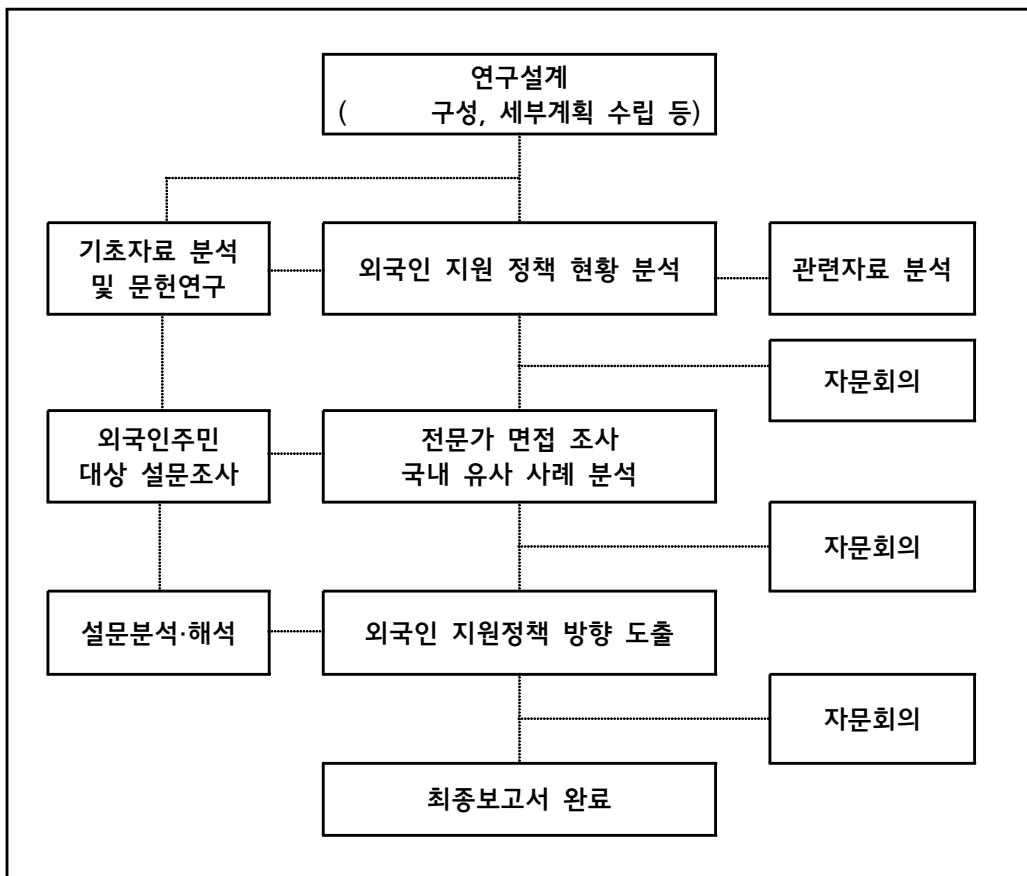 연구설계
( 구성, 세부계획 수립 등)
기초자료 분석
및 문헌연구
외국인 지원 정책 현황 분석
관련자료 분석
자문회의
외국인주민
대상 설문조사
전문가 면접 조사
국내 유사 사례 분석
자문회의
설문분석·해석
외국인 지원정책 방향 도출
자문회의
최종보고서 완료